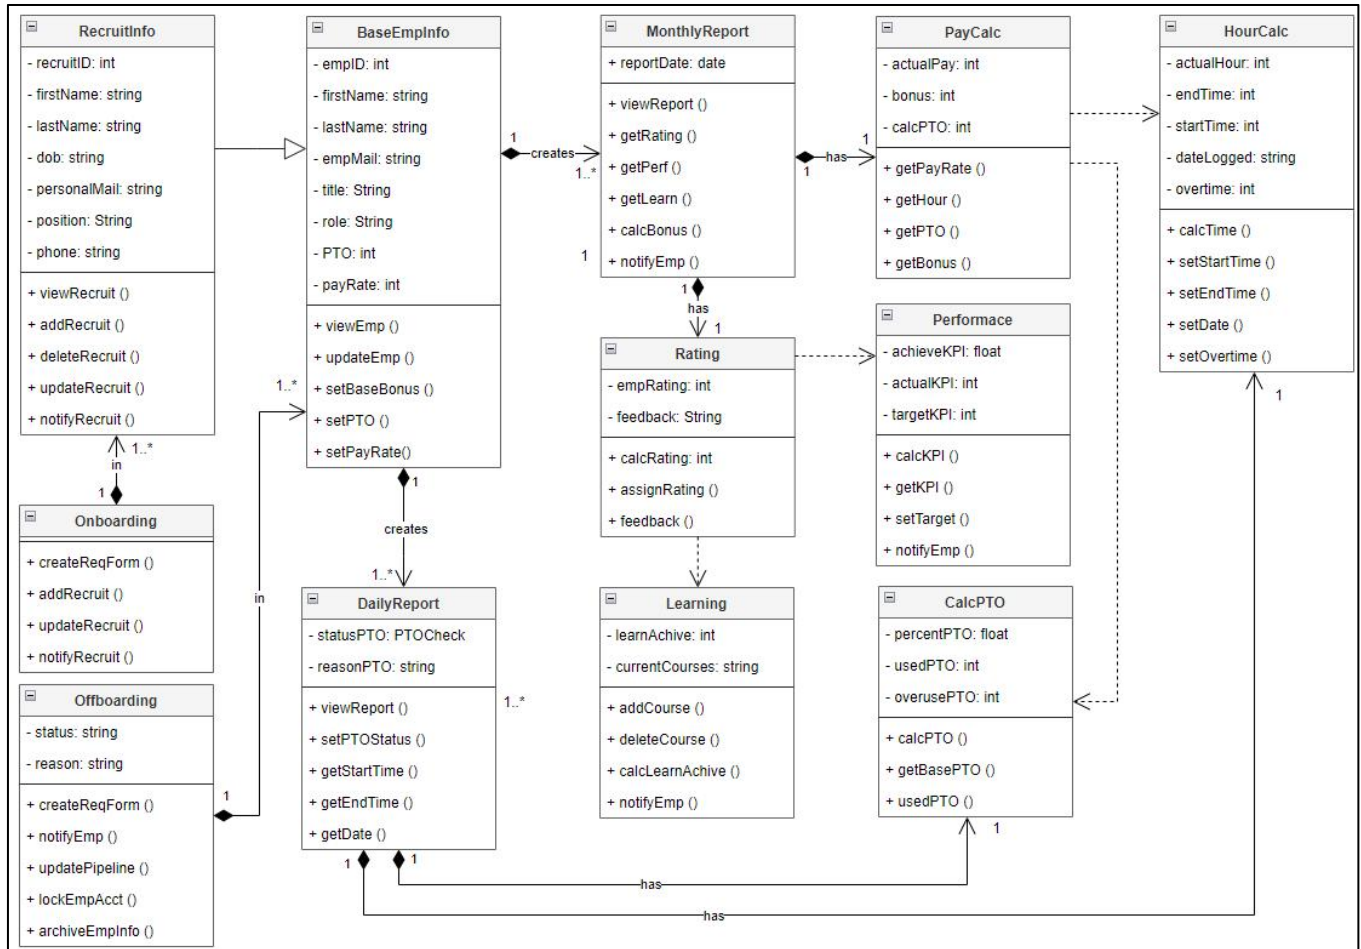 RecruitInfo
- recruitID: int
- firstName: string
- lastName: string
- dob: string
- personalMail: string
- position: String
- phone: string
+ viewRecruit ()
+ addRecruit ()
+ deleteRecruit ()
+ updateRecruit ()
+ notifyRecruit ()
BaseEmpInfo
- empID: int
- firstName: string
- lastName: string
- empMail: string
- title: String
- role: String
- PTO: int
- payRate: int
+ viewEmp ()
+ updateEmp ()
+ setBaseBonus ()
+ setPTO ()
+ setPayRate()
1
creates
1..*
MonthlyReport
+ reportDate: date
+ viewReport ()
+ getRating ()
+ getPerf ()
+ getLearn ()
+ calcBonus ()
+ notifyEmp ()
1
1
has
1
1
has
1
PayCalc
- actualPay: int
- bonus: int
- calcPTO: int
+ getPayRate ()
+ getHour ()
+ getPTO ()
+ getBonus ()
HourCalc
- actualHour: int
- endTime: int
- startTime: int
- dateLogged: string
- overtime: int
+ calcTime ()
+ setStartTime ()
+ setEndTime ()
+ setDate ()
+ setOvertime ()
1
Rating
- empRating: int
- feedback: String
+ calcRating: int
+ assignRating ()
+ feedback ()
Performace
- achieveKPI: float
- actualKPI: int
- targetKPI: int
+ calcKPI ()
+ getKPI ()
+ setTarget ()
+ notifyEmp ()
1..*
in
1
Onboarding
+ createReqForm ()
+ addRecruit ()
+ updateRecruit ()
+ notifyRecruit ()
1..*
in
1
Offboarding
- status: string
- reason: string
+ createReqForm ()
+ notifyEmp ()
+ updatePipeline ()
+ lockEmpAcct ()
+ archiveEmpInfo ()
1
creates
1..*
DailyReport
- statusPTO: PTOCheck
- reasonPTO: string
+ viewReport ()
+ setPTOStatus ()
+ getStartTime ()
+ getEndTime ()
+ getDate ()
1..*
Learning
- learnAchive: int
- currentCourses: string
+ addCourse ()
+ deleteCourse ()
+ calcLearnAchive ()
+ notifyEmp ()
CalcPTO
- percentPTO: float
- usedPTO: int
- overusePTO: int
+ calcPTO ()
+ getBasePTO ()
+ usedPTO ()
1
1
1
has
has